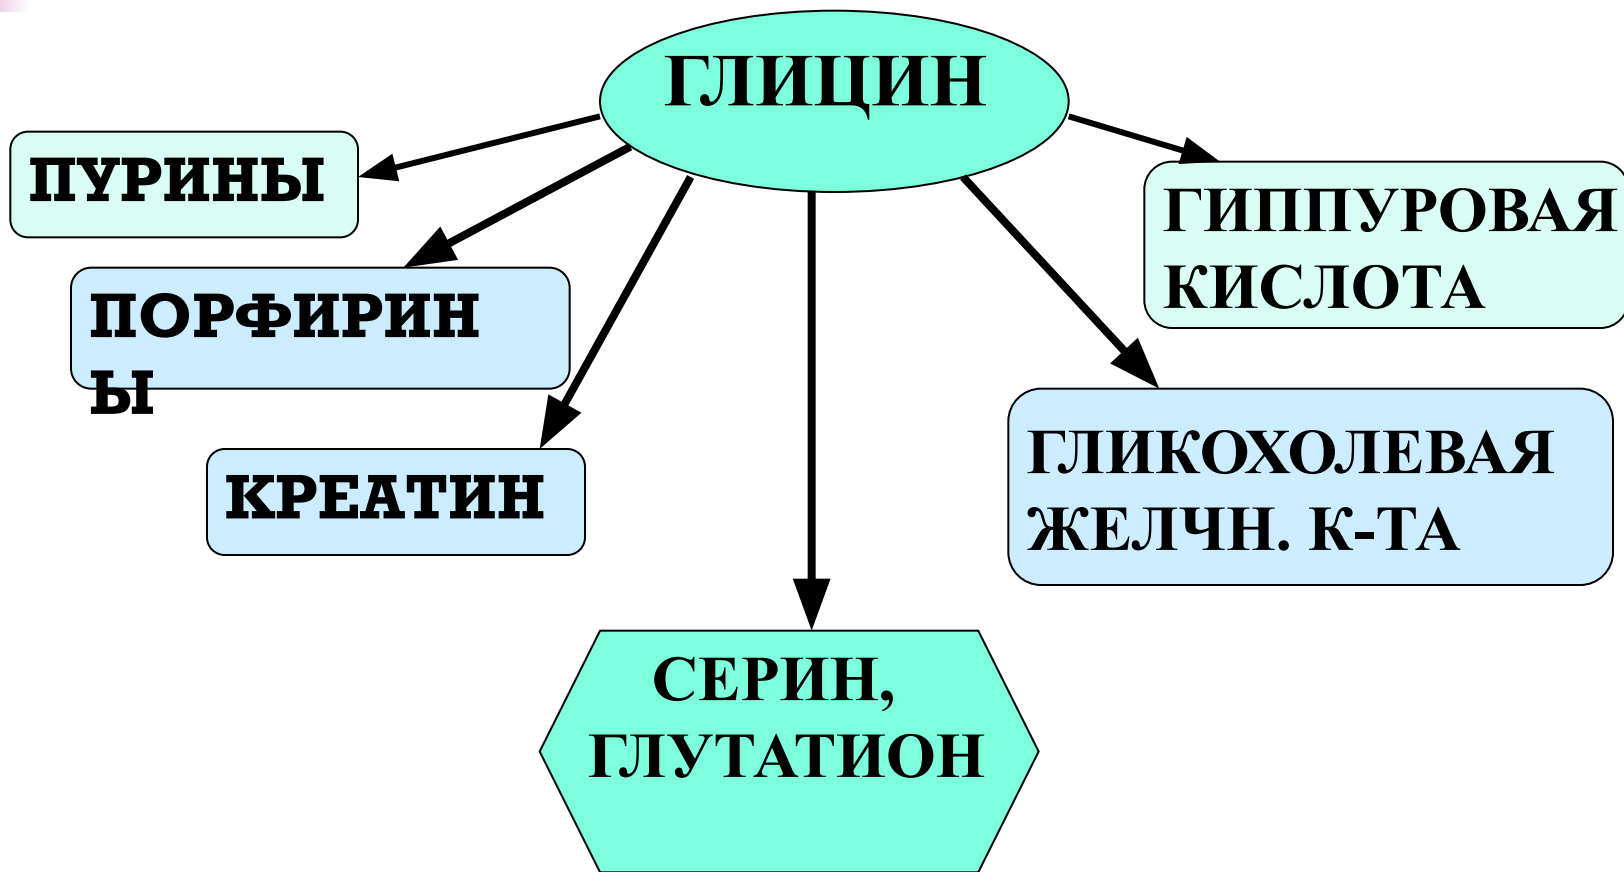 ГЛИЦИН
ПУРИНЫ
ПОРФИРИН
Ы
КРЕАТИН
СЕРИН,
ГЛУТАТИОН
ГИППУРОВАЯ
КИСЛОТА
ГЛИКОХОЛЕВАЯ
ЖЕЛЧН. К-ТА